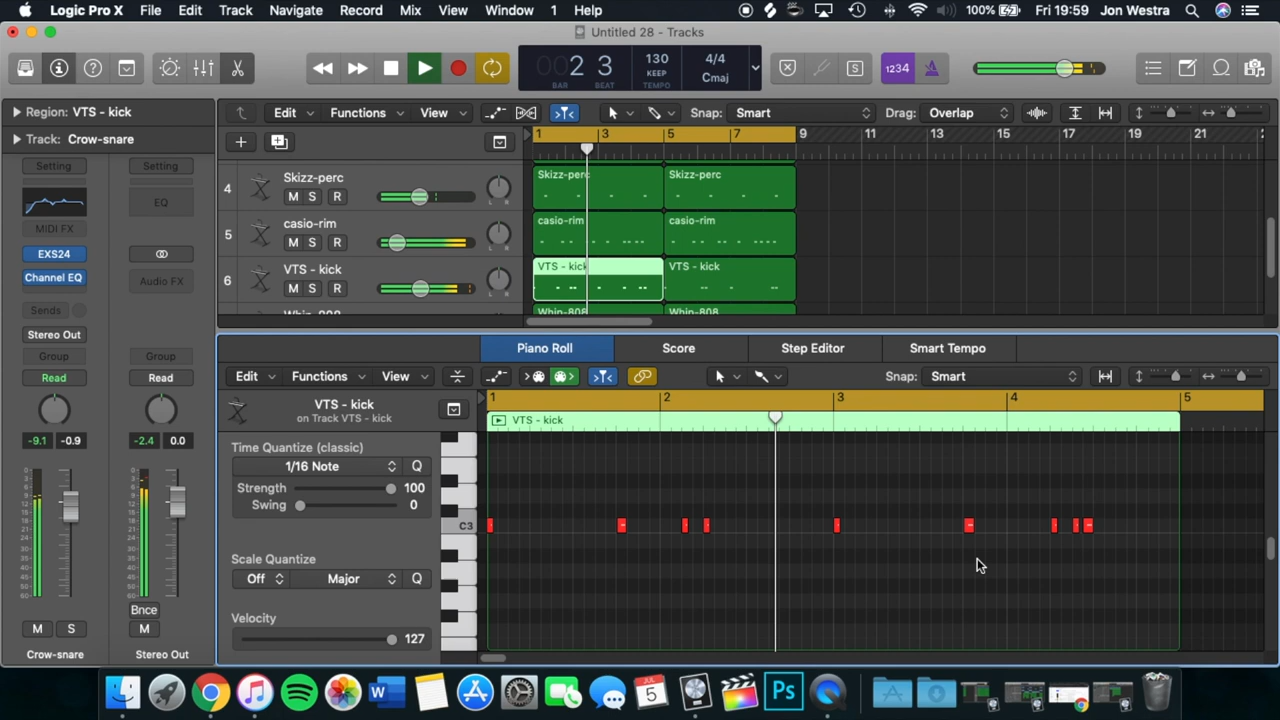 Logic Pro X File Edit Track Navigate Record Mix View Window 1 Help 100% Fri 19:59 Jon Westra
Untitled 28 - Tracks
002 3 130 4/4
KEEP Cmaj
BAR BEAT TEMPO
1234
S
Region: VTS - kick
Edit Functions View Snap: Smart Drag: Overlap
Track: Crow-snare
1 3 5 7 9 11 13 15 17 19 21
Setting Setting
EQ
MIDI FX
EXS24
Channel EQ Audio FX
Sends
Stereo Out
Group Group
Read Read
-9.1 -0.9 -2.4 0.0
Bnce
M S M
Crow-snare Stereo Out
4 Skizz-perc M S R L R Skizz-perc Skizz-perc
5 casio-rim M S R L R casio-rim casio-rim
6 VTS - kick M S R L R VTS - kick VTS - kick
Whip-808 Whip-808 Whip-808
Piano Roll Score Step Editor Smart Tempo
Edit Functions View Snap: Smart
VTS - kick
on Track VTS - kick
1 2 3 4 5
VTS - kick
Time Quantize (classic)
1/16 Note Q
Strength 100
Swing 0
C3
Scale Quantize
Off Major Q
Velocity
127
W JUL 5 Ps